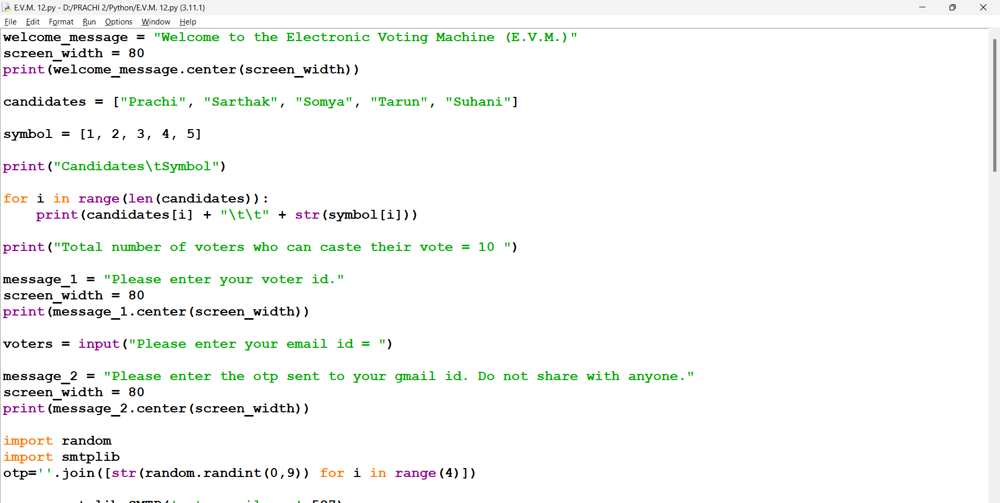 E.V.M. 12.py - D:/PRACHI 2/Python/E.V.M. 12.py (3.11.1)
File Edit Format Run Options Window Help
welcome_message = "Welcome to the Electronic Voting Machine (E.V.M.)"
screen_width = 80
print(welcome_message.center(screen_width))
candidates = ["Prachi", "Sarthak", "Somya", "Tarun", "Suhani"]
symbol = [1, 2, 3, 4, 5]
print("Candidates\tSymbol")
for i in range(len(candidates)):
    print(candidates[i] + "\t\t" + str(symbol[i]))
print("Total number of voters who can caste their vote = 10 ")
message_1 = "Please enter your voter id."
screen_width = 80
print(message_1.center(screen_width))
voters = input("Please enter your email id = ")
message_2 = "Please enter the otp sent to your gmail id. Do not share with anyone."
screen_width = 80
print(message_2.center(screen_width))
import random
import smtplib
otp=''.join([str(random.randint(0,9)) for i in range(4)])